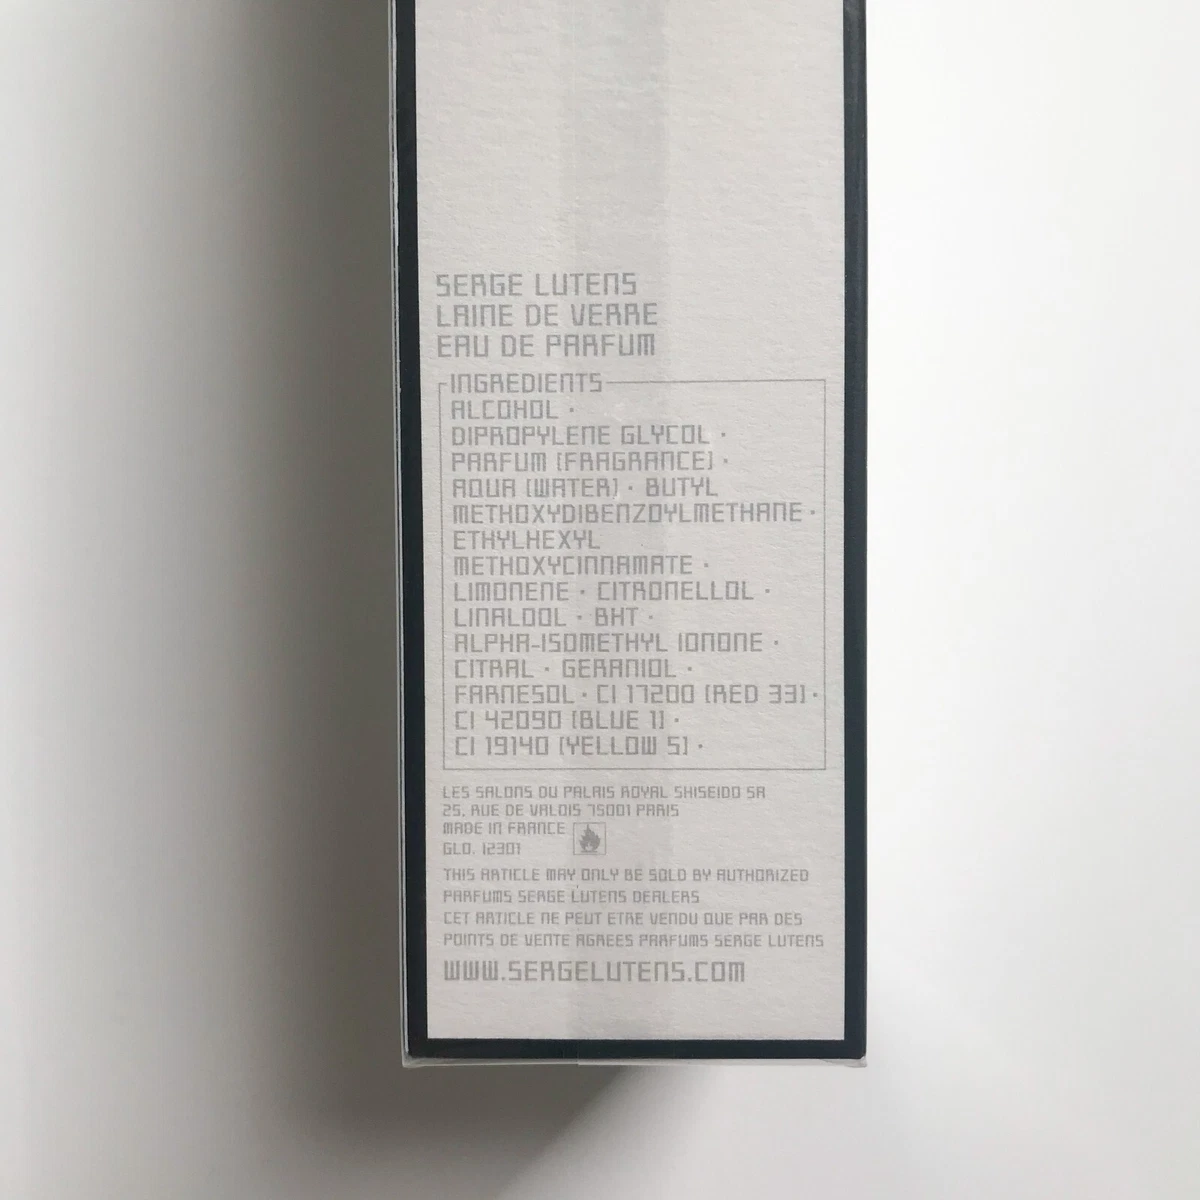 SERGE LUTENS
LAINE DE VERRE
EAU DE PARFUM
INGREDIENTS
ALCOHOL ·
DIPROPYLENE GLYCOL ·
PARFUM (FRAGRANCE) ·
AQUA (WATER) · BUTYL
METHOXYDIBENZOYLMETHANE ·
ETHYLHEXYL
METHOXYCINNAMATE ·
LIMONENE · CITRONELLOL ·
LINALOOL · BHT ·
ALPHA-ISOMETHYL IONONE ·
CITRAL · GERANIOL ·
FARNESOL · CI 17200 (RED 33) ·
CI 42090 (BLUE 1) ·
CI 19140 (YELLOW 5) ·
LES SALONS DU PALAIS ROYAL SHISEIDO SA
25, RUE DE VALOIS 75001 PARIS
MADE IN FRANCE
GLO. 12301
THIS ARTICLE MAY ONLY BE SOLD BY AUTHORIZED
PARFUMS SERGE LUTENS DEALERS
CET ARTICLE NE PEUT ETRE VENDU QUE PAR DES
POINTS DE VENTE AGREES PARFUMS SERGE LUTENS
WWW.SERGELUTENS.COM